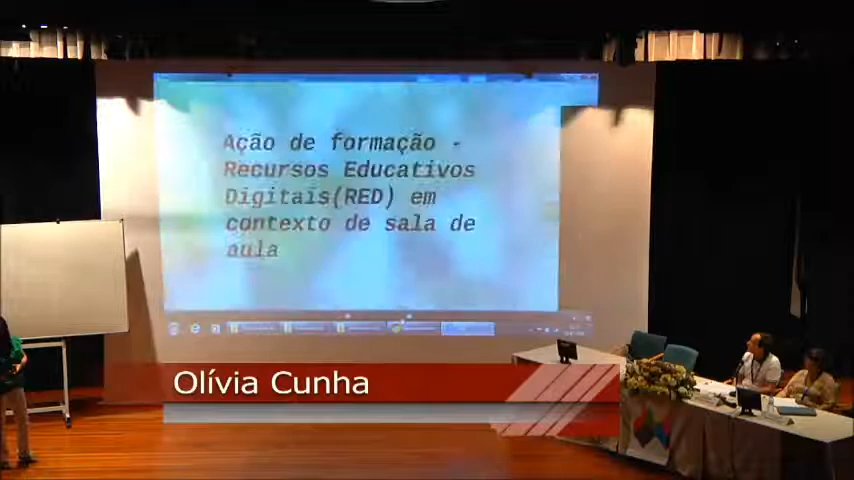 Ação de formação -
Recursos Educativos
Digitais(RED) em
contexto de sala de
aula
Olívia Cunha